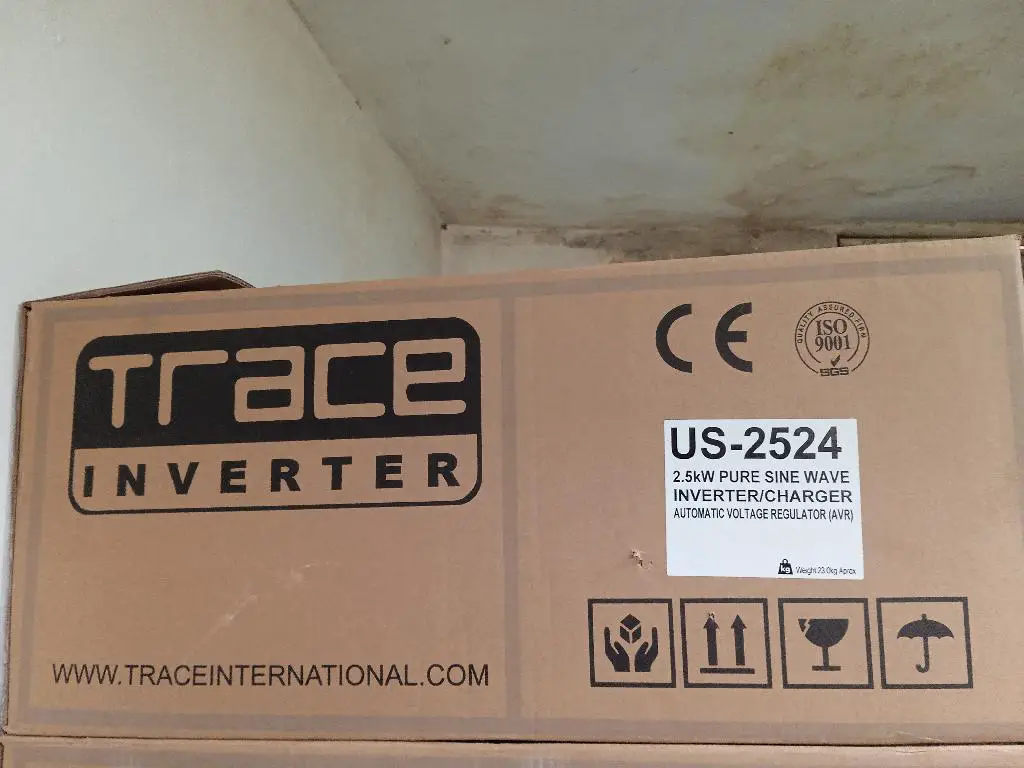 Trace
INVERTER
WWW.TRACEINTERNATIONAL.COM
CE
QUALITY ASSURED FIRM
ISO
9001
SGS
US-2524
2.5kW PURE SINE WAVE
INVERTER/CHARGER
AUTOMATIC VOLTAGE REGULATOR (AVR)
kg Weight 23.0kg Aprox